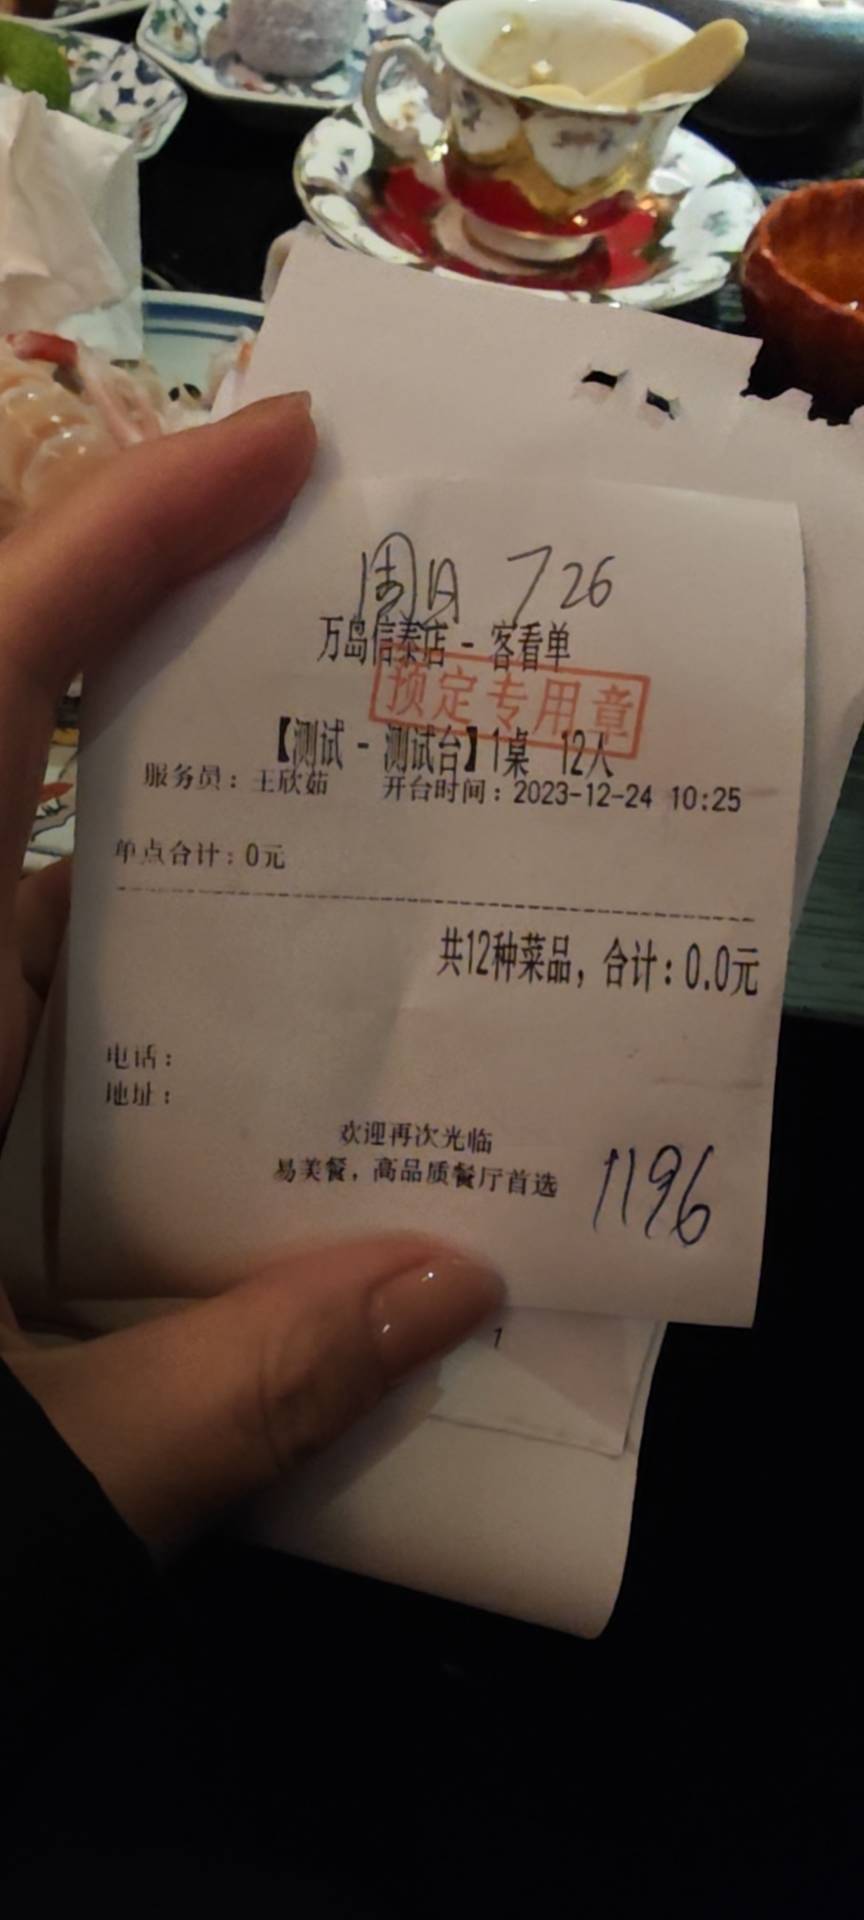 周日 726
万岛信泰店 - 客看单
预定专用章
【测试 - 测试台】1桌 12人
服务员：王欣茹 开台时间：2023-12-24 10:25
单点合计：0元
共12种菜品，合计：0.0元
电话：
地址：
欢迎再次光临
易美餐，高品质餐厅首选
1196
1